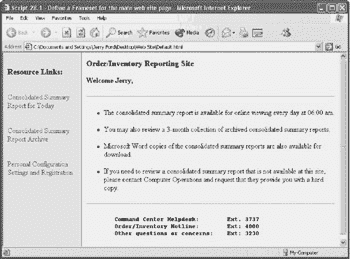 Script 26.1 - Define a Frameset for the main web site page - Microsoft Internet Explorer
File Edit View Favorites Tools Help
Back Search Favorites Media
Address C:\Documents and Settings\Jerry Ford\Desktop\Web Site\Default.html Go
Resource Links:
Consolidated Summary
Report for Today
Consolidated Summary
Report Archive
Personal Configuration
Settings and Registration
Order/Inventory Reporting Site
Welcome Jerry,
The consolidated summary report is available for online viewing every day at 06:00 am.
You may also review a 3-month collection of archived consolidated summary reports.
Microsoft Word copies of the consolidated summary reports are also available for
download.
If you need to review a consolidated summary report that is not available at this site,
please contact Computer Operations and request that they provide you with a hard
copy.
Command Center Helpdesk: Ext. 3737
Order/Inventory Hotline: Ext. 4000
Other questions or concerns: Ext. 3230
My Computer